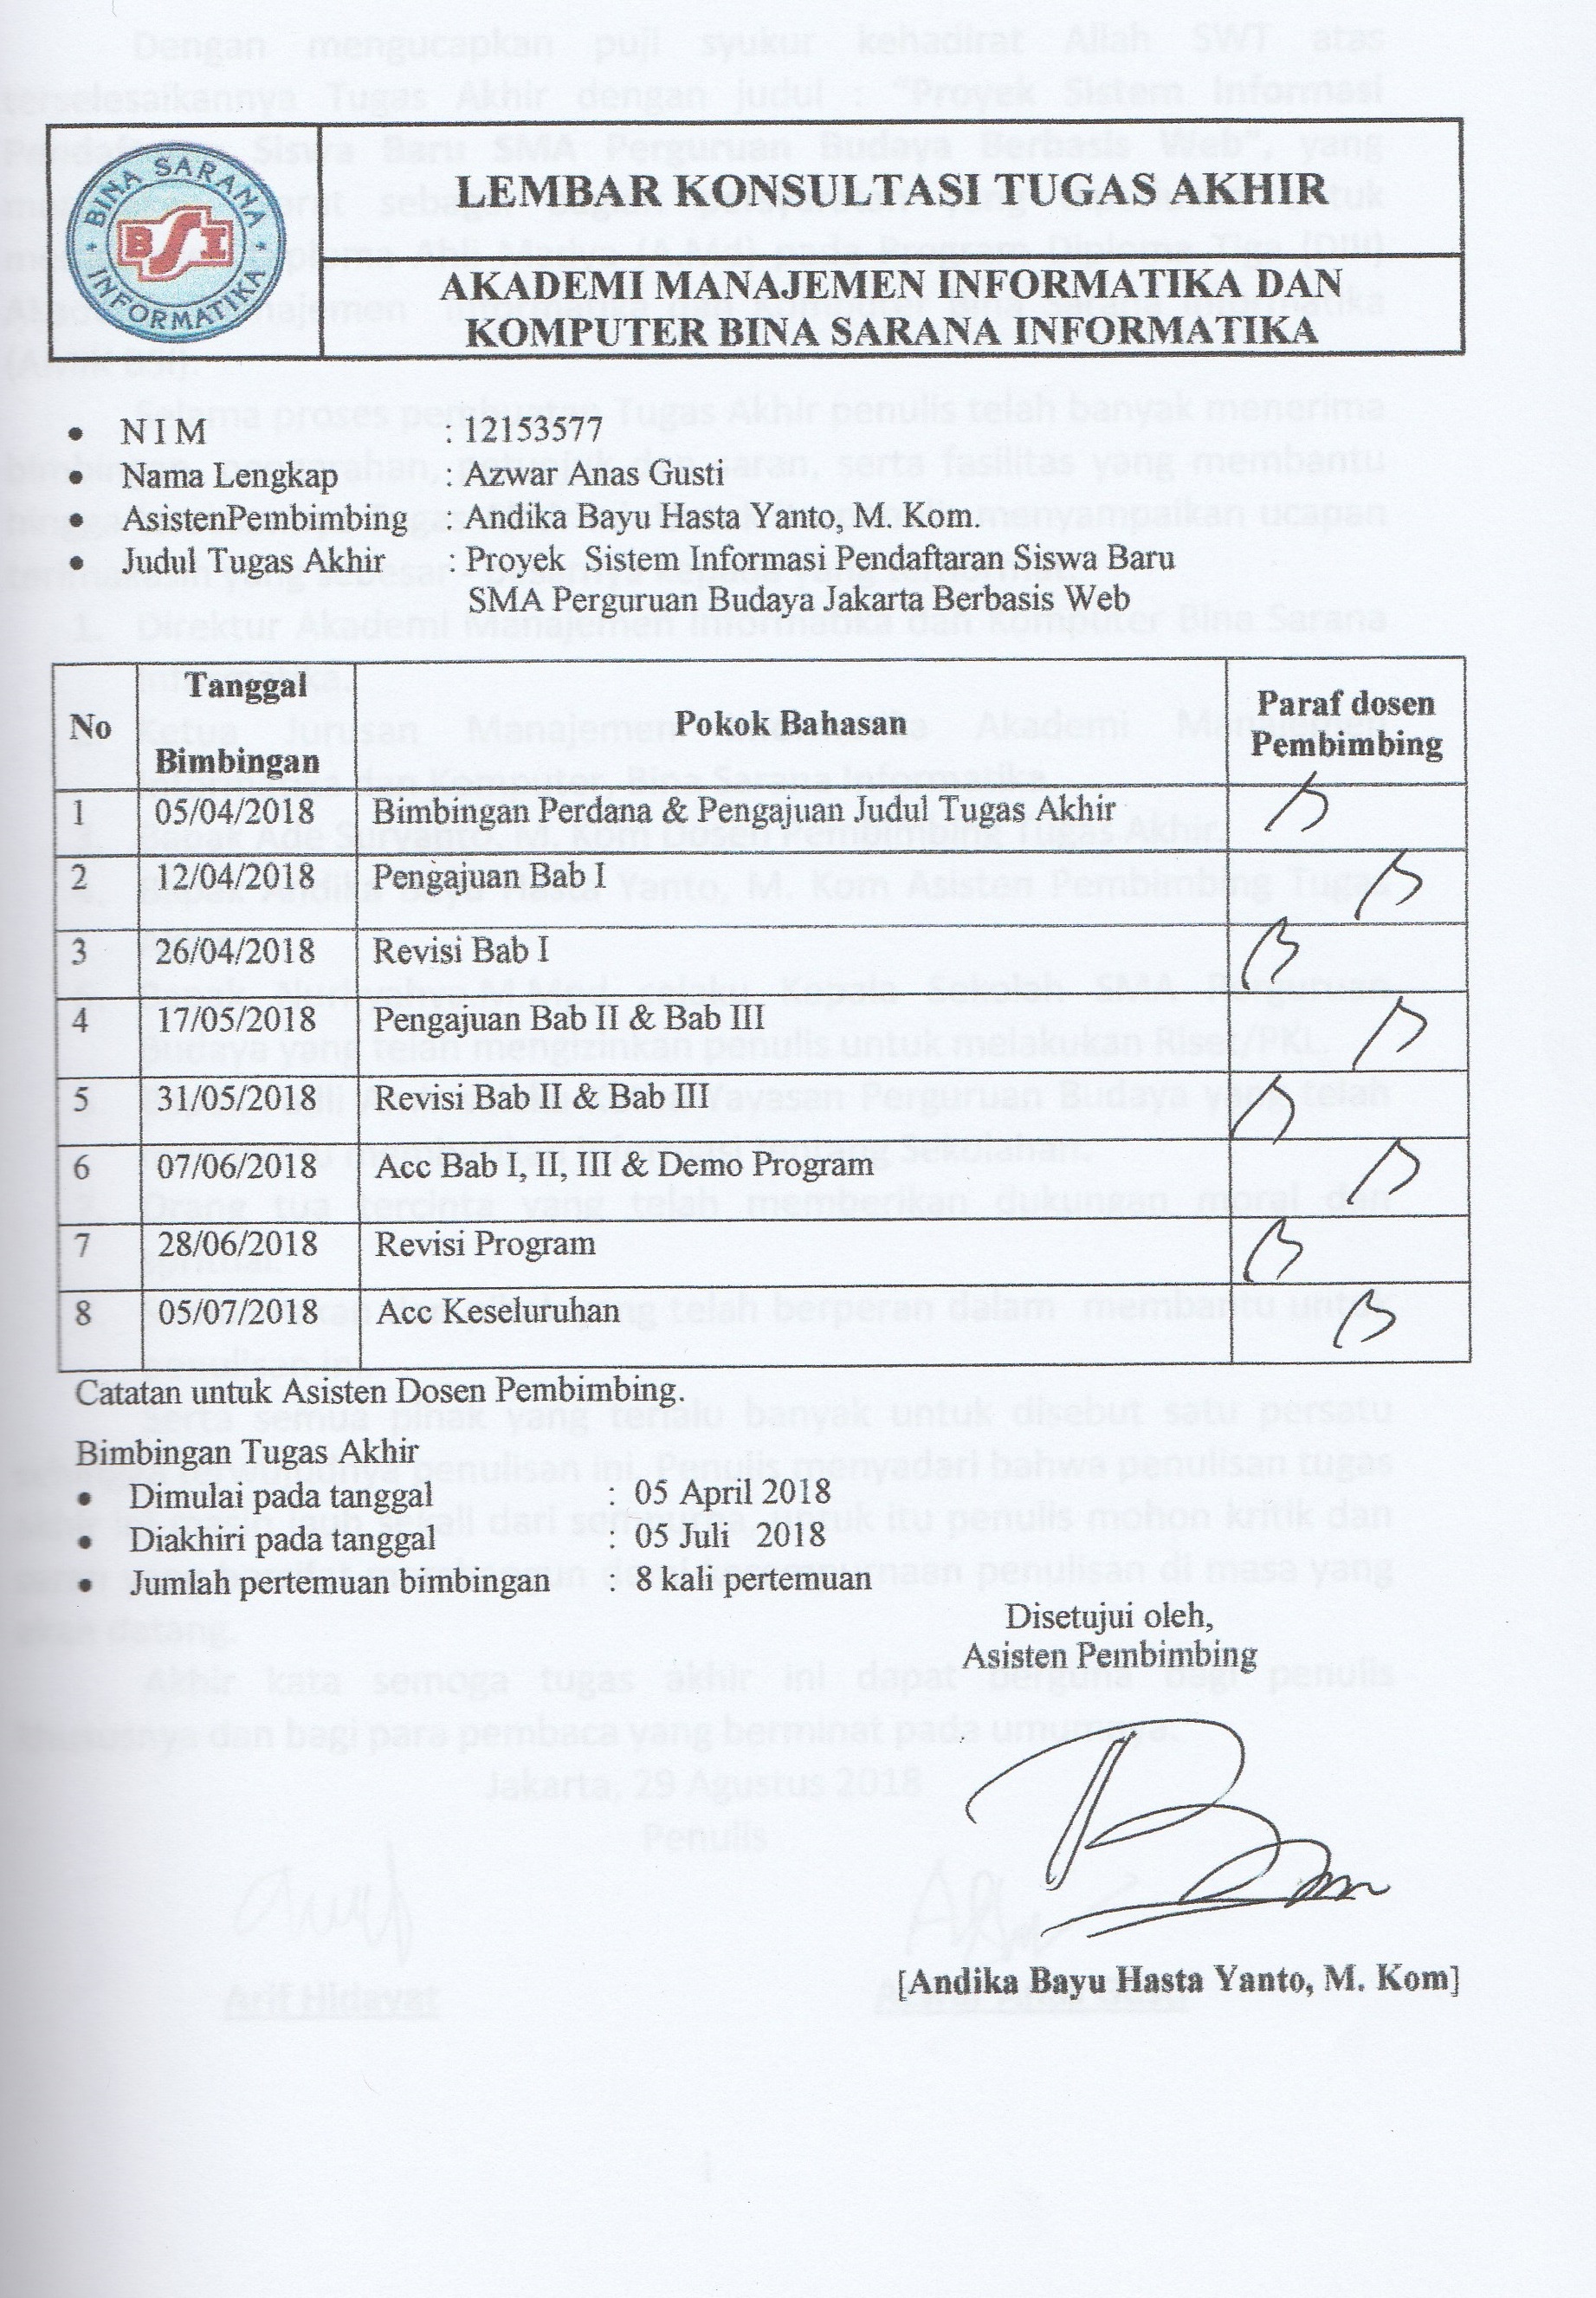 BINA SARANA
BSI
INFORMATIKA
LEMBAR KONSULTASI TUGAS AKHIR
AKADEMI MANAJEMEN INFORMATIKA DAN
KOMPUTER BINA SARANA INFORMATIKA
• N I M : 12153577
• Nama Lengkap : Azwar Anas Gusti
• AsistenPembimbing : Andika Bayu Hasta Yanto, M. Kom.
• Judul Tugas Akhir : Proyek Sistem Informasi Pendaftaran Siswa Baru
SMA Perguruan Budaya Jakarta Berbasis Web
No Tanggal Bimbingan Pokok Bahasan Paraf dosen Pembimbing
1 05/04/2018 Bimbingan Perdana & Pengajuan Judul Tugas Akhir
2 12/04/2018 Pengajuan Bab I
3 26/04/2018 Revisi Bab I
4 17/05/2018 Pengajuan Bab II & Bab III
5 31/05/2018 Revisi Bab II & Bab III
6 07/06/2018 Acc Bab I, II, III & Demo Program
7 28/06/2018 Revisi Program
8 05/07/2018 Acc Keseluruhan
Catatan untuk Asisten Dosen Pembimbing.
Bimbingan Tugas Akhir
• Dimulai pada tanggal : 05 April 2018
• Diakhiri pada tanggal : 05 Juli 2018
• Jumlah pertemuan bimbingan : 8 kali pertemuan
Disetujui oleh,
Asisten Pembimbing
[Andika Bayu Hasta Yanto, M. Kom]